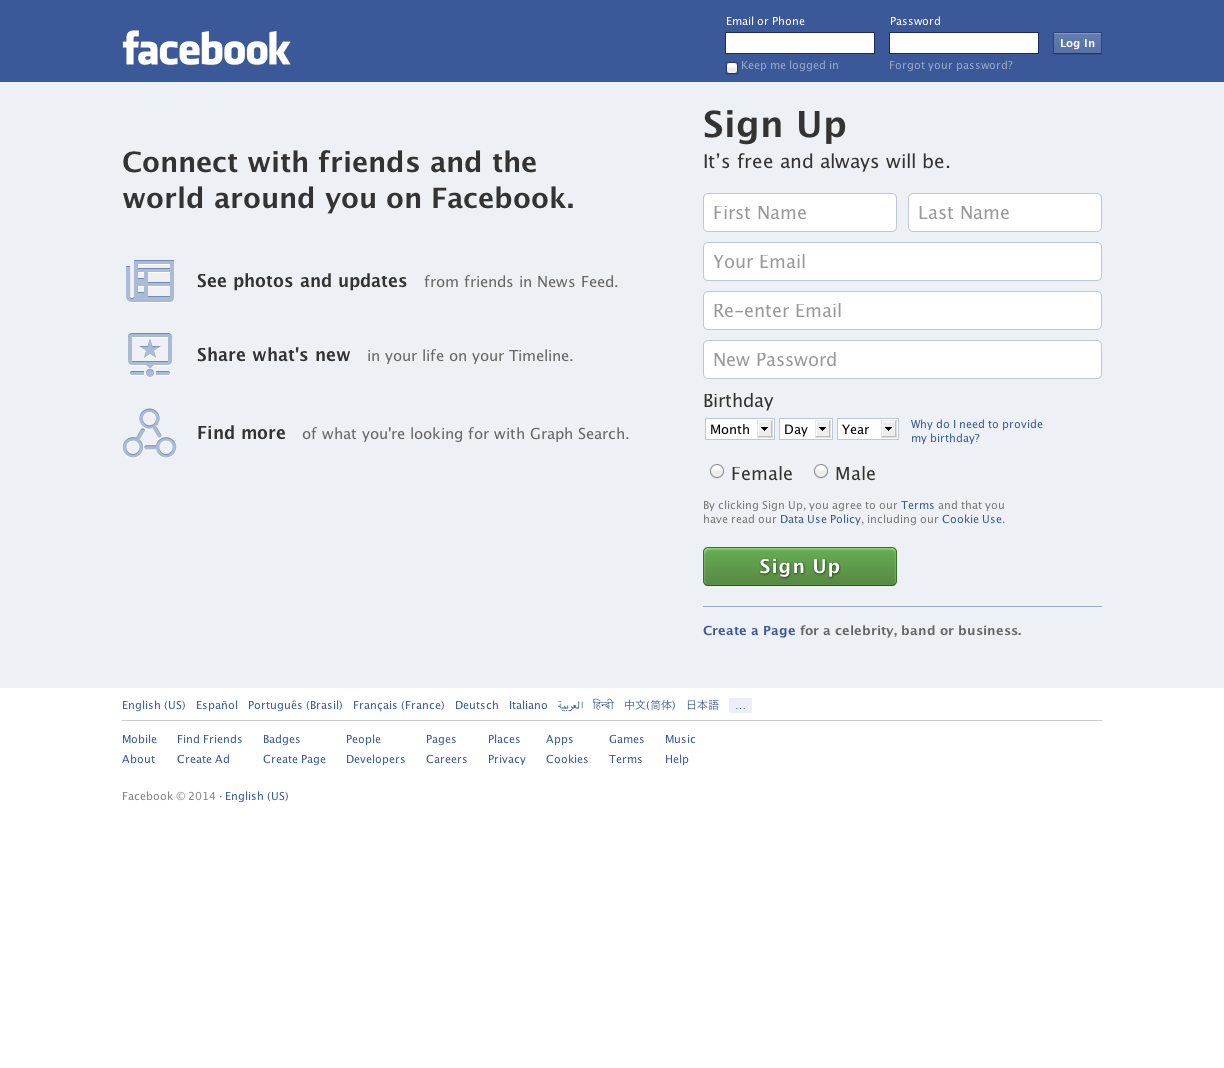 facebook
Email or Phone
Password
Log In
Keep me logged in
Forgot your password?
Connect with friends and the
world around you on Facebook.
See photos and updates from friends in News Feed.
Share what's new in your life on your Timeline.
Find more of what you're looking for with Graph Search.
Sign Up
It’s free and always will be.
First Name
Last Name
Your Email
Re-enter Email
New Password
Birthday
Month
Day
Year
Why do I need to provide
my birthday?
Female
Male
By clicking Sign Up, you agree to our Terms and that you
have read our Data Use Policy, including our Cookie Use.
Sign Up
Create a Page for a celebrity, band or business.
English (US) Español Português (Brasil) Français (France) Deutsch Italiano العربية हिन्दी 中文(简体) 日本語 ...
Mobile Find Friends Badges People Pages Places Apps Games Music
About Create Ad Create Page Developers Careers Privacy Cookies Terms Help
Facebook © 2014 · English (US)